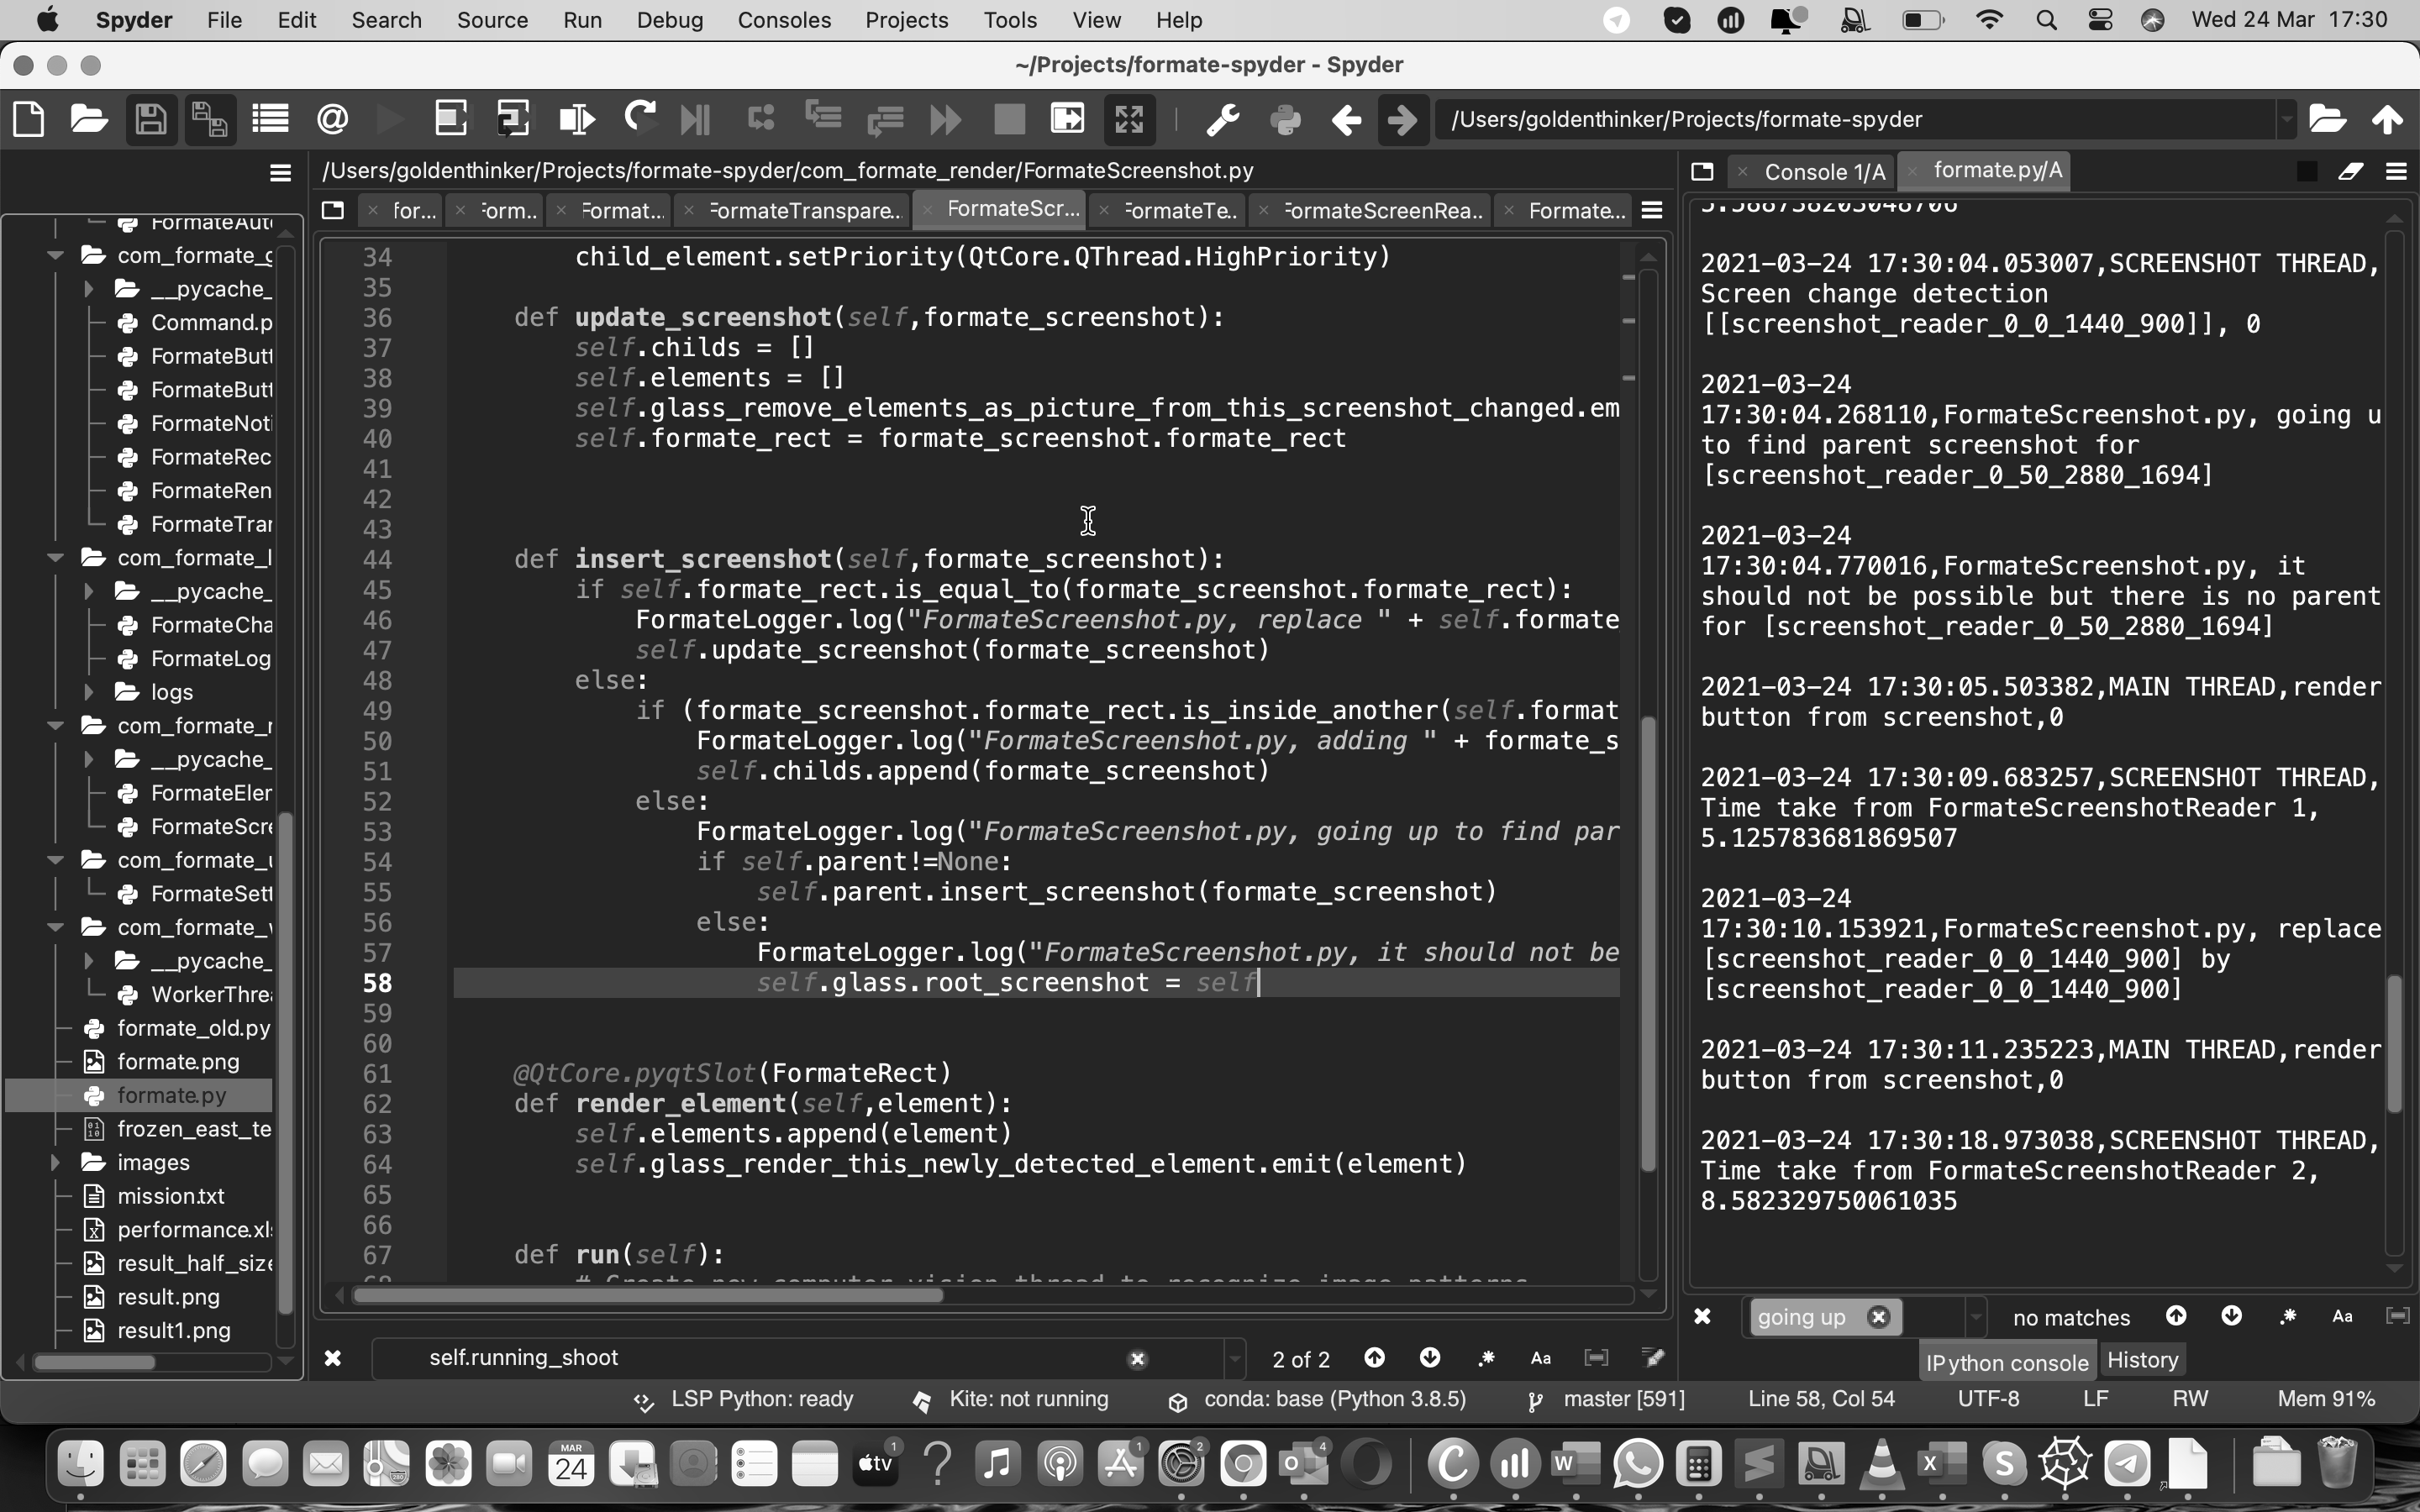 Spyder File Edit Search Source Run Debug Consoles Projects Tools View Help Wed 24 Mar 17:30
~/Projects/formate-spyder - Spyder
/Users/goldenthinker/Projects/formate-spyder
/Users/goldenthinker/Projects/formate-spyder/com_formate_render/FormateScreenshot.py
for... Form... Format... FormateTranspare... FormateScr... FormateTe... FormateScreenRea... Formate...
Console 1/A formate.py/A
FormateAut
com_formate_g
__pycache_
Command.p
FormateButt
FormateButt
FormateNoti
FormateRec
FormateRen
FormateTrar
com_formate_l
__pycache_
FormateCha
FormateLog
logs
com_formate_r
__pycache_
FormateEler
FormateScre
com_formate_u
FormateSett
com_formate_w
__pycache_
WorkerThrea
formate_old.py
formate.png
formate.py
frozen_east_te
images
mission.txt
performance.xl
result_half_size
result.png
result1.png
34 child_element.setPriority(QtCore.QThread.HighPriority)
35
36 def update_screenshot(self,formate_screenshot):
37 self.childs = []
38 self.elements = []
39 self.glass_remove_elements_as_picture_from_this_screenshot_changed.em
40 self.formate_rect = formate_screenshot.formate_rect
41
42
43
44 def insert_screenshot(self,formate_screenshot):
45 if self.formate_rect.is_equal_to(formate_screenshot.formate_rect):
46 FormateLogger.log("FormateScreenshot.py, replace " + self.formate
47 self.update_screenshot(formate_screenshot)
48 else:
49 if (formate_screenshot.formate_rect.is_inside_another(self.format
50 FormateLogger.log("FormateScreenshot.py, adding " + formate_s
51 self.childs.append(formate_screenshot)
52 else:
53 FormateLogger.log("FormateScreenshot.py, going up to find par
54 if self.parent!=None:
55 self.parent.insert_screenshot(formate_screenshot)
56 else:
57 FormateLogger.log("FormateScreenshot.py, it should not be
58 self.glass.root_screenshot = self
59
60
61 @QtCore.pyqtSlot(FormateRect)
62 def render_element(self,element):
63 self.elements.append(element)
64 self.glass_render_this_newly_detected_element.emit(element)
65
66
67 def run(self):
68 # Create new computer vision thread to recognize image patterns
2021-03-24 17:30:04.053007,SCREENSHOT THREAD,
Screen change detection
[[screenshot_reader_0_0_1440_900]], 0
2021-03-24
17:30:04.268110,FormateScreenshot.py, going u
to find parent screenshot for
[screenshot_reader_0_50_2880_1694]
2021-03-24
17:30:04.770016,FormateScreenshot.py, it
should not be possible but there is no parent
for [screenshot_reader_0_50_2880_1694]
2021-03-24 17:30:05.503382,MAIN THREAD,render
button from screenshot,0
2021-03-24 17:30:09.683257,SCREENSHOT THREAD,
Time take from FormateScreenshotReader 1,
5.125783681869507
2021-03-24
17:30:10.153921,FormateScreenshot.py, replace
[screenshot_reader_0_0_1440_900] by
[screenshot_reader_0_0_1440_900]
2021-03-24 17:30:11.235223,MAIN THREAD,render
button from screenshot,0
2021-03-24 17:30:18.973038,SCREENSHOT THREAD,
Time take from FormateScreenshotReader 2,
8.582329750061035
going up no matches Aa
IPython console History
self.running_shoot 2 of 2 Aa
LSP Python: ready Kite: not running conda: base (Python 3.8.5) master [591] Line 58, Col 54 UTF-8 LF RW Mem 91%
MAR
24
tv